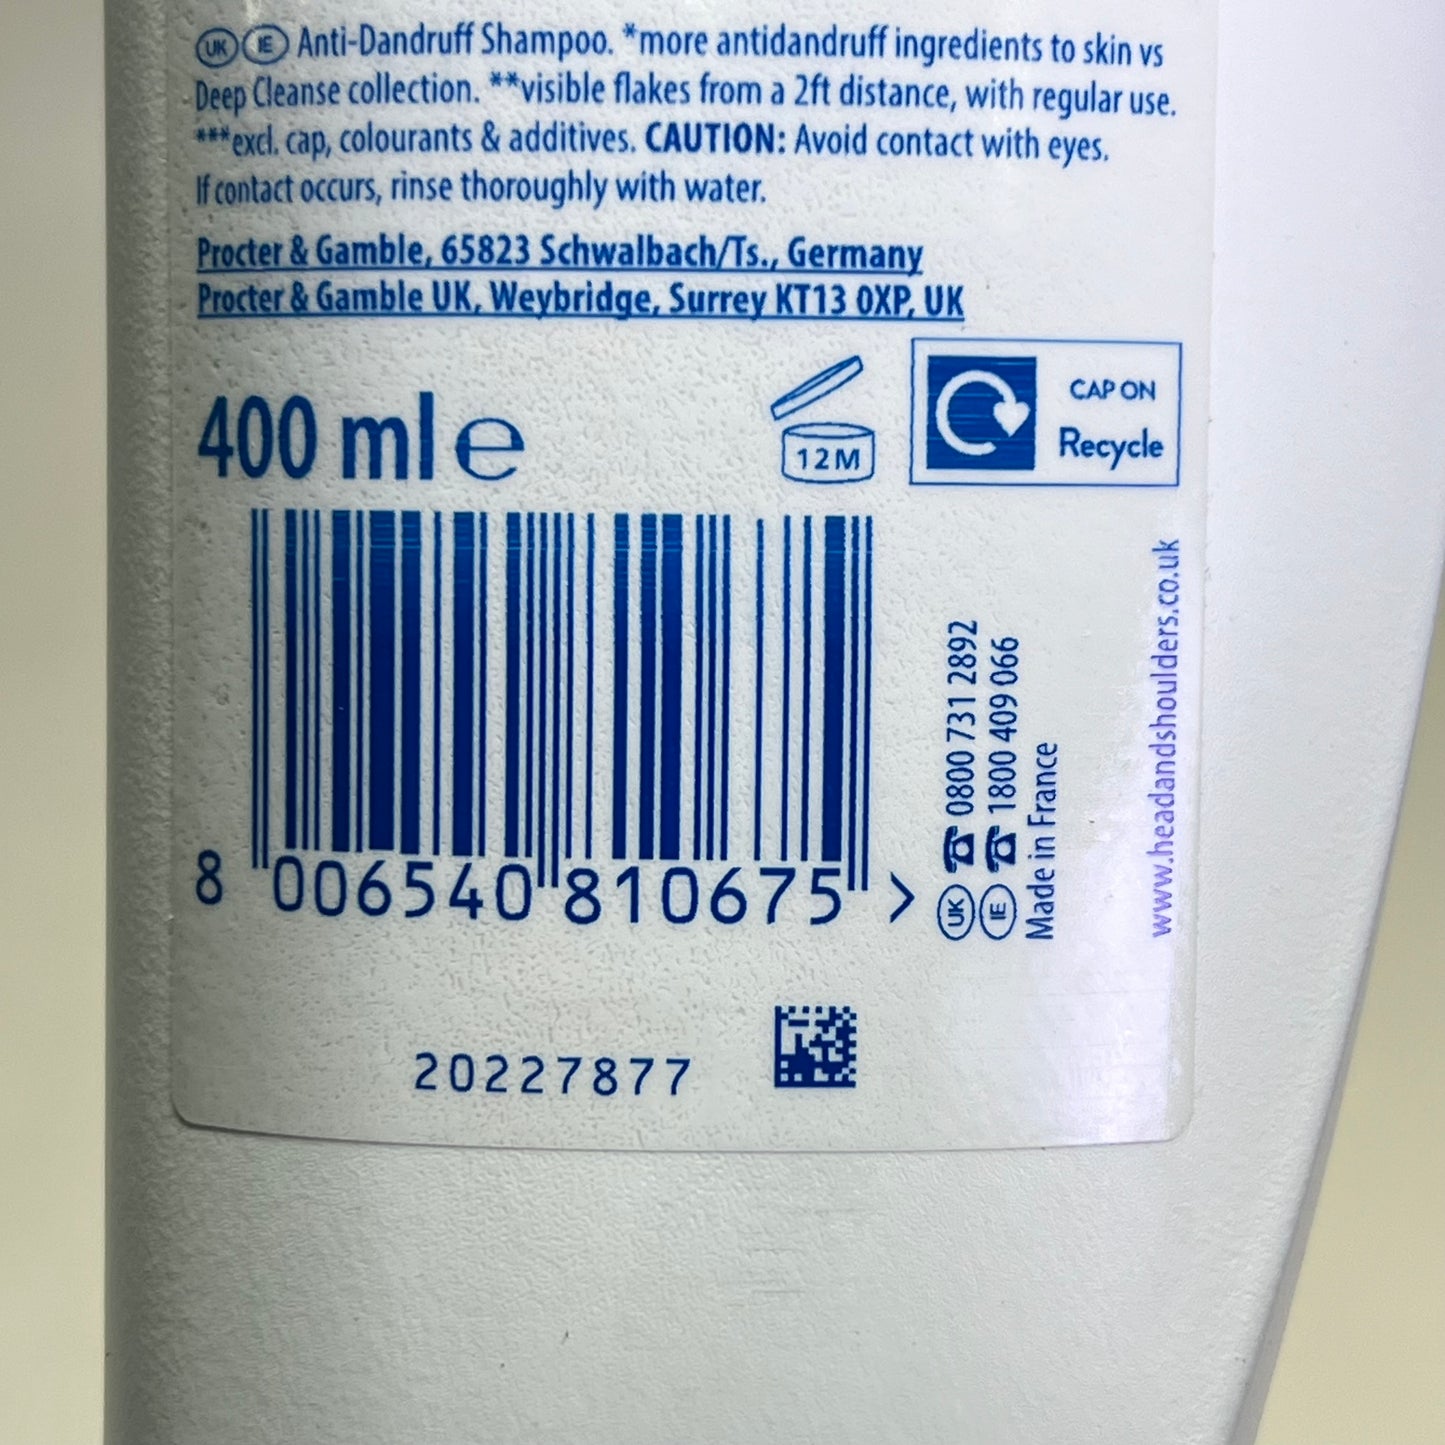 UK IE Anti-Dandruff Shampoo. *more antidandruff ingredients to skin vs
Deep Cleanse collection. **visible flakes from a 2ft distance, with regular use.
***excl. cap, colourants & additives. CAUTION: Avoid contact with eyes.
If contact occurs, rinse thoroughly with water.
Procter & Gamble, 65823 Schwalbach/Ts., Germany
Procter & Gamble UK, Weybridge, Surrey KT13 0XP, UK
400 ml e
12M
CAP ON
Recycle
8 006540 810675 >
UK ☎ 0800 731 2892
IE ☎ 1800 409 066
Made in France
www.headandshoulders.co.uk
20227877